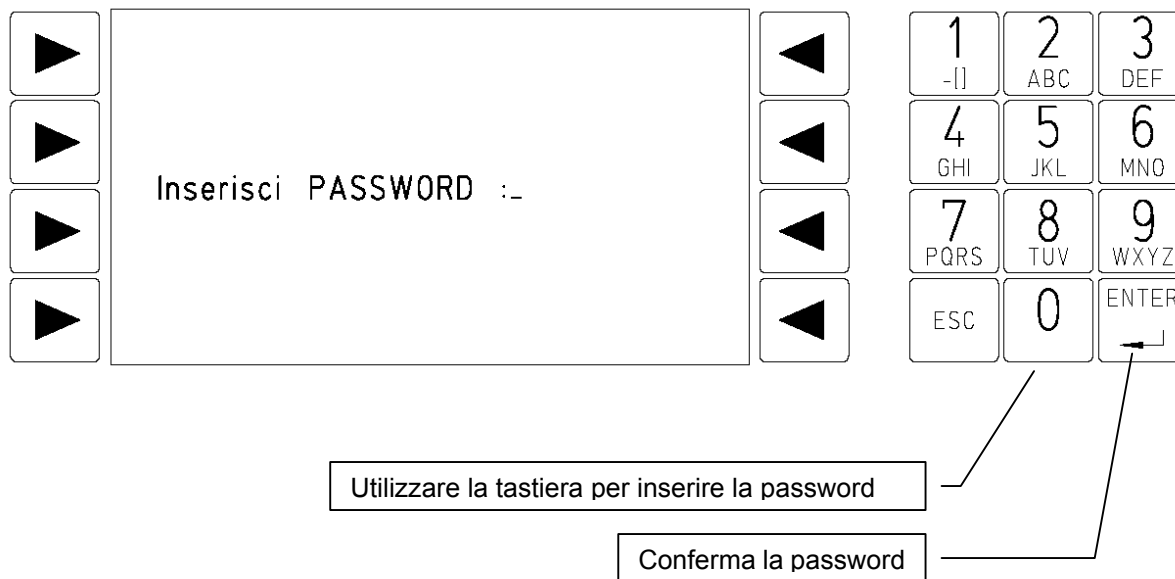 1 2 3
-[] ABC DEF
4 5 6
GHI JKL MNO
Inserisci PASSWORD :_
7 8 9
PQRS TUV WXYZ
ESC 0 ENTER
Utilizzare la tastiera per inserire la password
Conferma la password